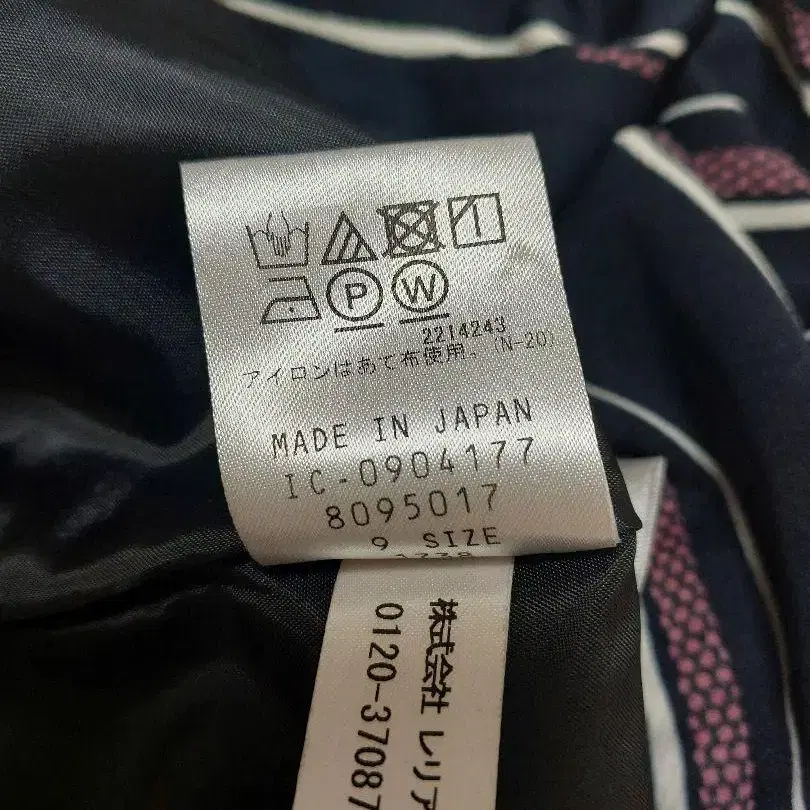 P W
2214243
アイロンはあて布使用。(N-20)
MADE IN JAPAN
IC-0904177
8095017
9 SIZE
株式会社 レリア
0120-3708